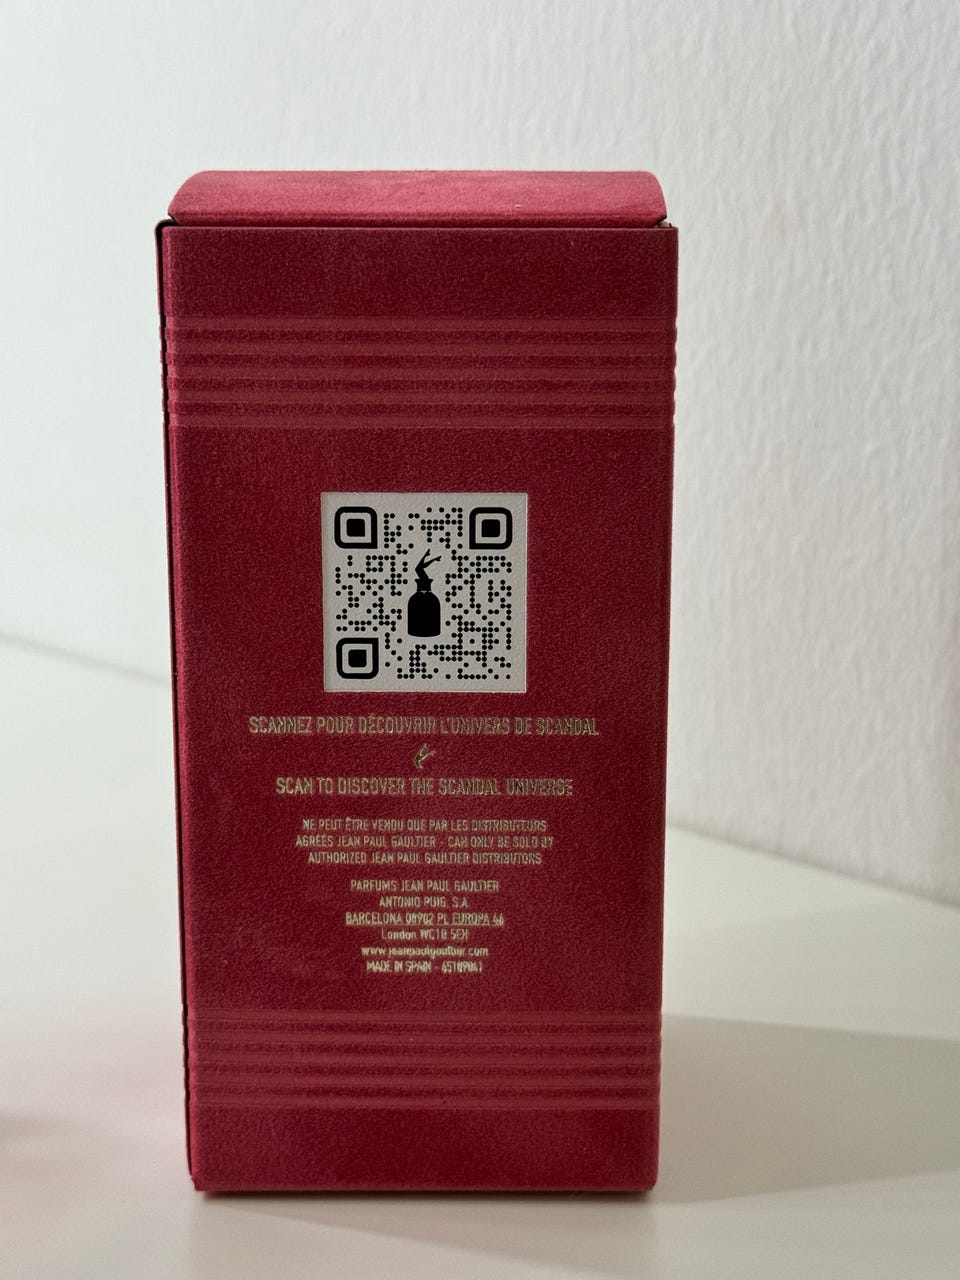 SCANNEZ POUR DÉCOUVRIR L'UNIVERS DE SCANDAL
SCAN TO DISCOVER THE SCANDAL UNIVERSE
NE PEUT ÊTRE VENDU QUE PAR LES DISTRIBUTEURS
AGRÉÉS JEAN PAUL GAULTIER - CAN ONLY BE SOLD BY
AUTHORIZED JEAN PAUL GAULTIER DISTRIBUTORS
PARFUMS JEAN PAUL GAULTIER
ANTONIO PUIG, S.A.
BARCELONA 08902 PL EUROPA 46
London WC1B 5EH
www.jeanpaulgaultier.com
MADE IN SPAIN -